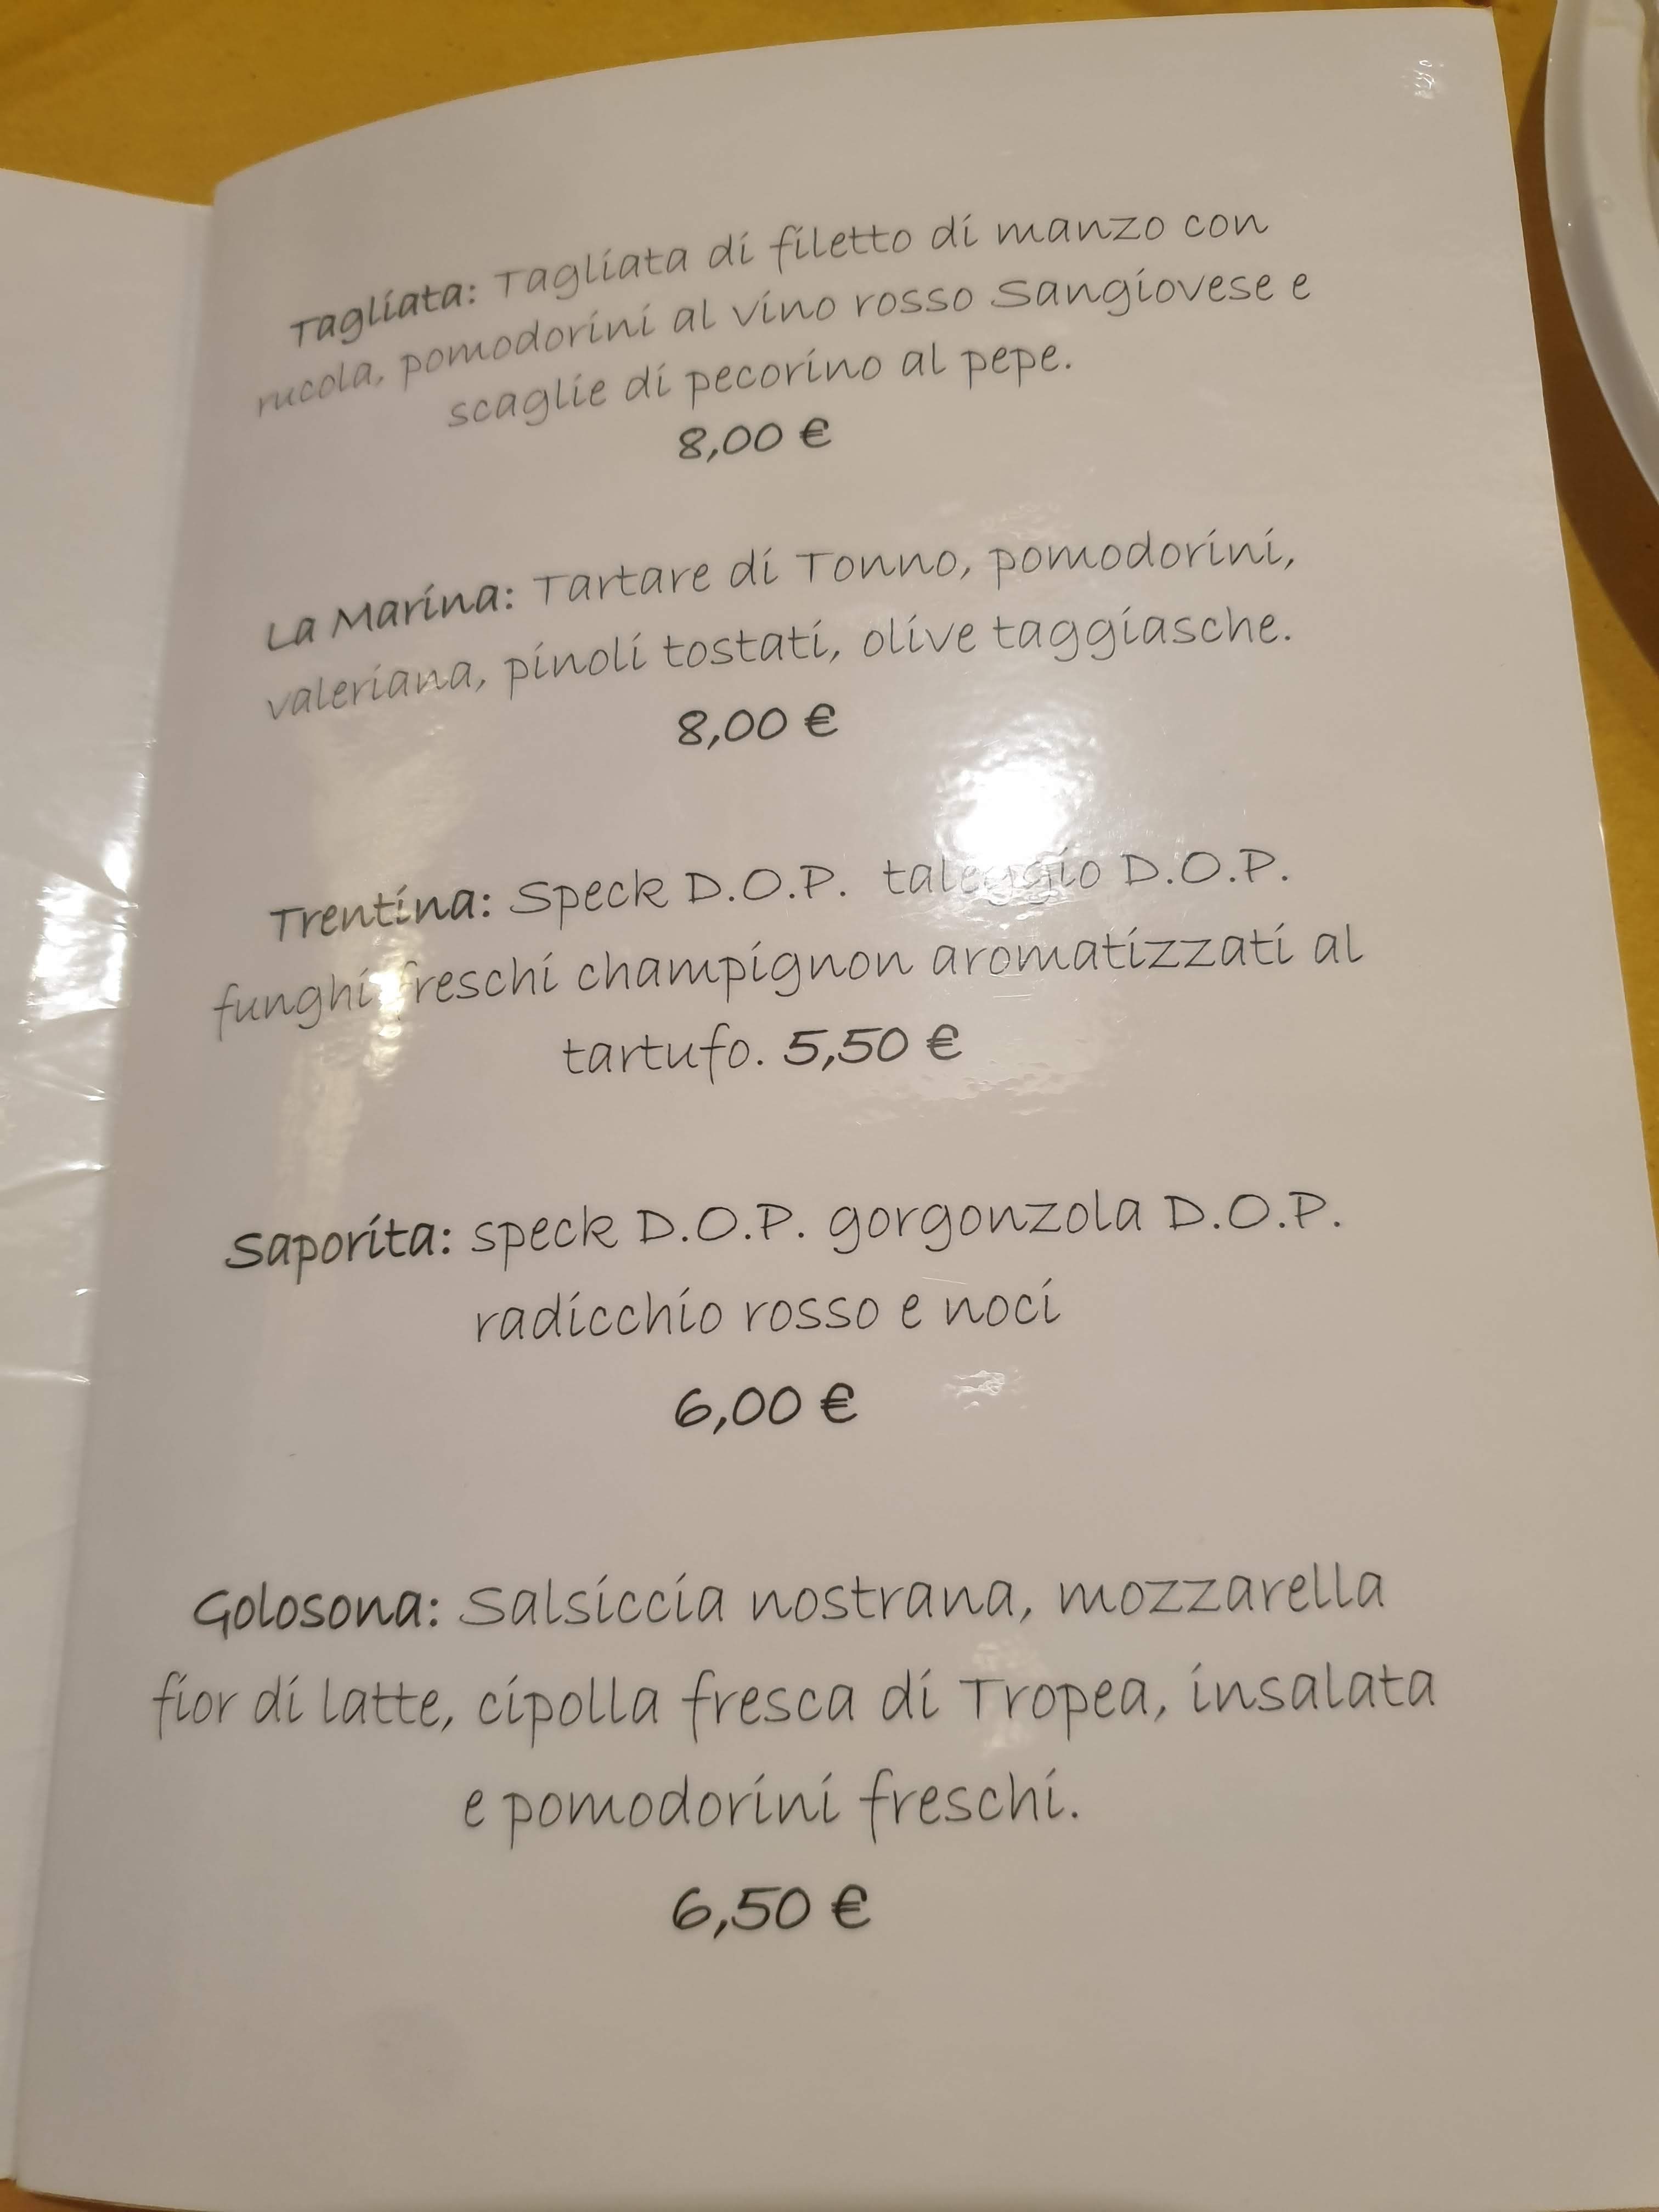 Tagliata: Tagliata di filetto di manzo con
rucola, pomodorini al vino rosso Sangiovese e
scaglie di pecorino al pepe.
8,00 €
La Marina: Tartare di Tonno, pomodorini,
valeriana, pinoli tostati, olive taggiasche.
8,00 €
Trentina: Speck D.O.P. taleggio D.O.P.
funghi freschi champignon aromatizzati al
tartufo. 5,50 €
Saporita: speck D.O.P. gorgonzola D.O.P.
radicchio rosso e noci
6,00 €
Golosona: Salsiccia nostrana, mozzarella
fior di latte, cipolla fresca di Tropea, insalata
e pomodorini freschi.
6,50 €